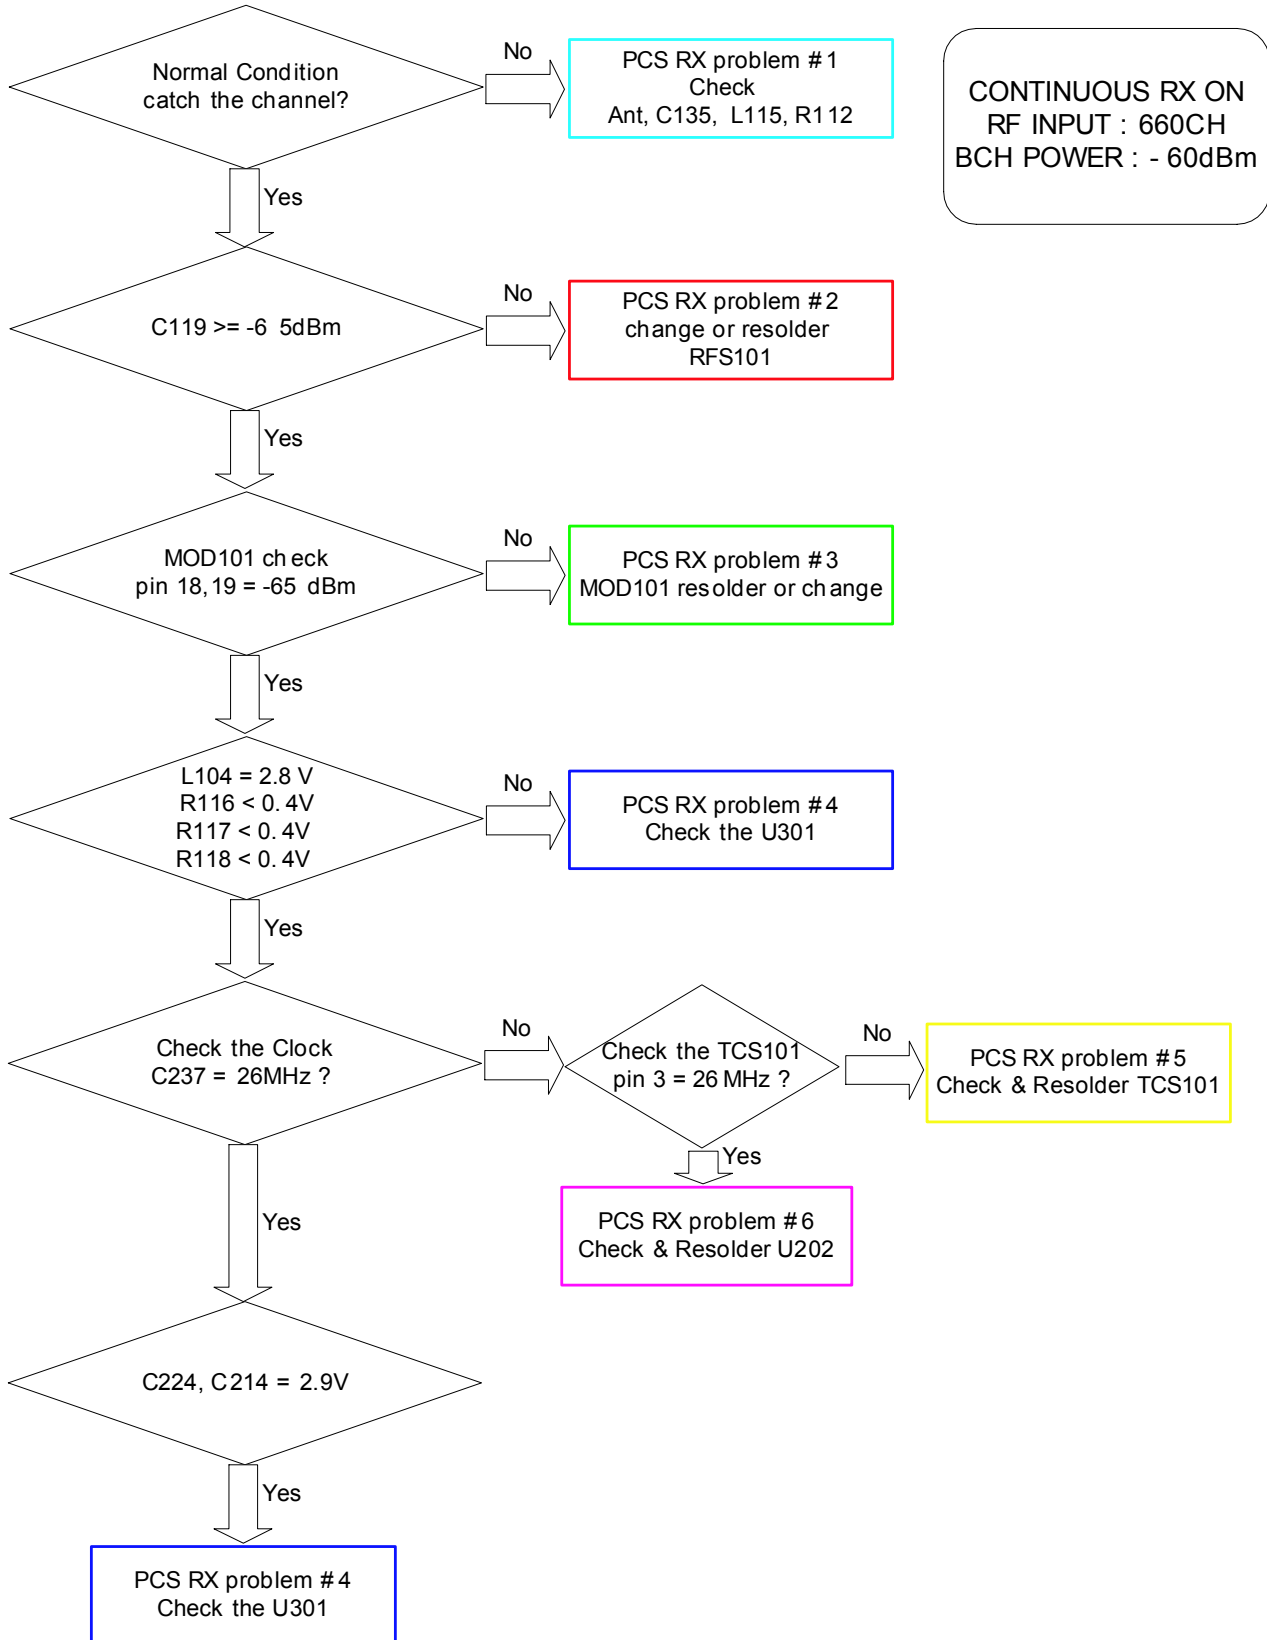 Normal Condition
catch the channel?
No
PCS RX problem #1
Check
Ant, C135, L115, R112
CONTINUOUS RX ON
RF INPUT : 660CH
BCH POWER : - 60dBm
Yes
C119 >= -6 5dBm
No
PCS RX problem #2
change or resolder
RFS101
Yes
MOD101 check
pin 18,19 = -65 dBm
No
PCS RX problem #3
MOD101 resolder or change
Yes
L104 = 2.8 V
R116 < 0.4V
R117 < 0.4V
R118 < 0.4V
No
PCS RX problem #4
Check the U301
Yes
Check the Clock
C237 = 26MHz ?
No
Check the TCS101
pin 3 = 26 MHz ?
No
PCS RX problem #5
Check & Resolder TCS101
Yes
PCS RX problem #6
Check & Resolder U202
Yes
C224, C214 = 2.9V
Yes
PCS RX problem #4
Check the U301